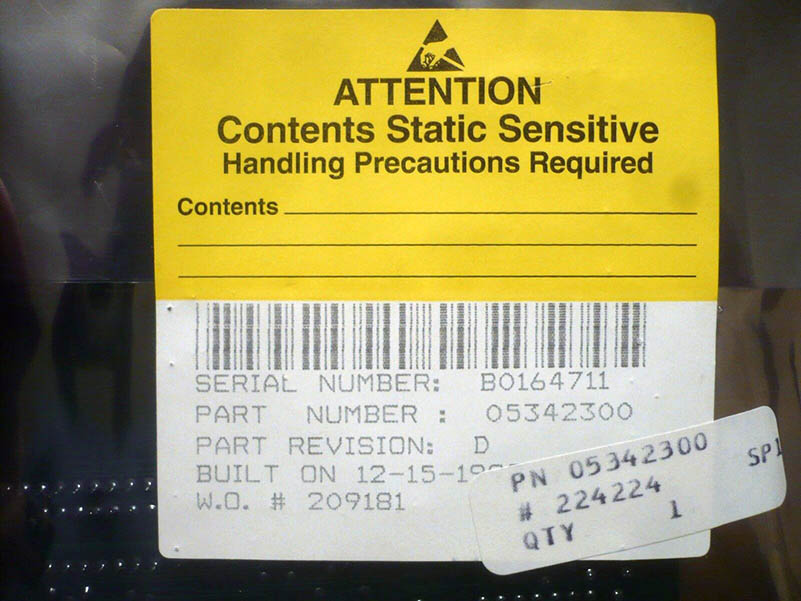 ATTENTION
Contents Static Sensitive
Handling Precautions Required
Contents
SERIAL NUMBER: B0164711
PART NUMBER : 05342300
PART REVISION: D
BUILT ON 12-15-19
W.O. # 209181
PN 05342300 SP1
# 224224
QTY 1